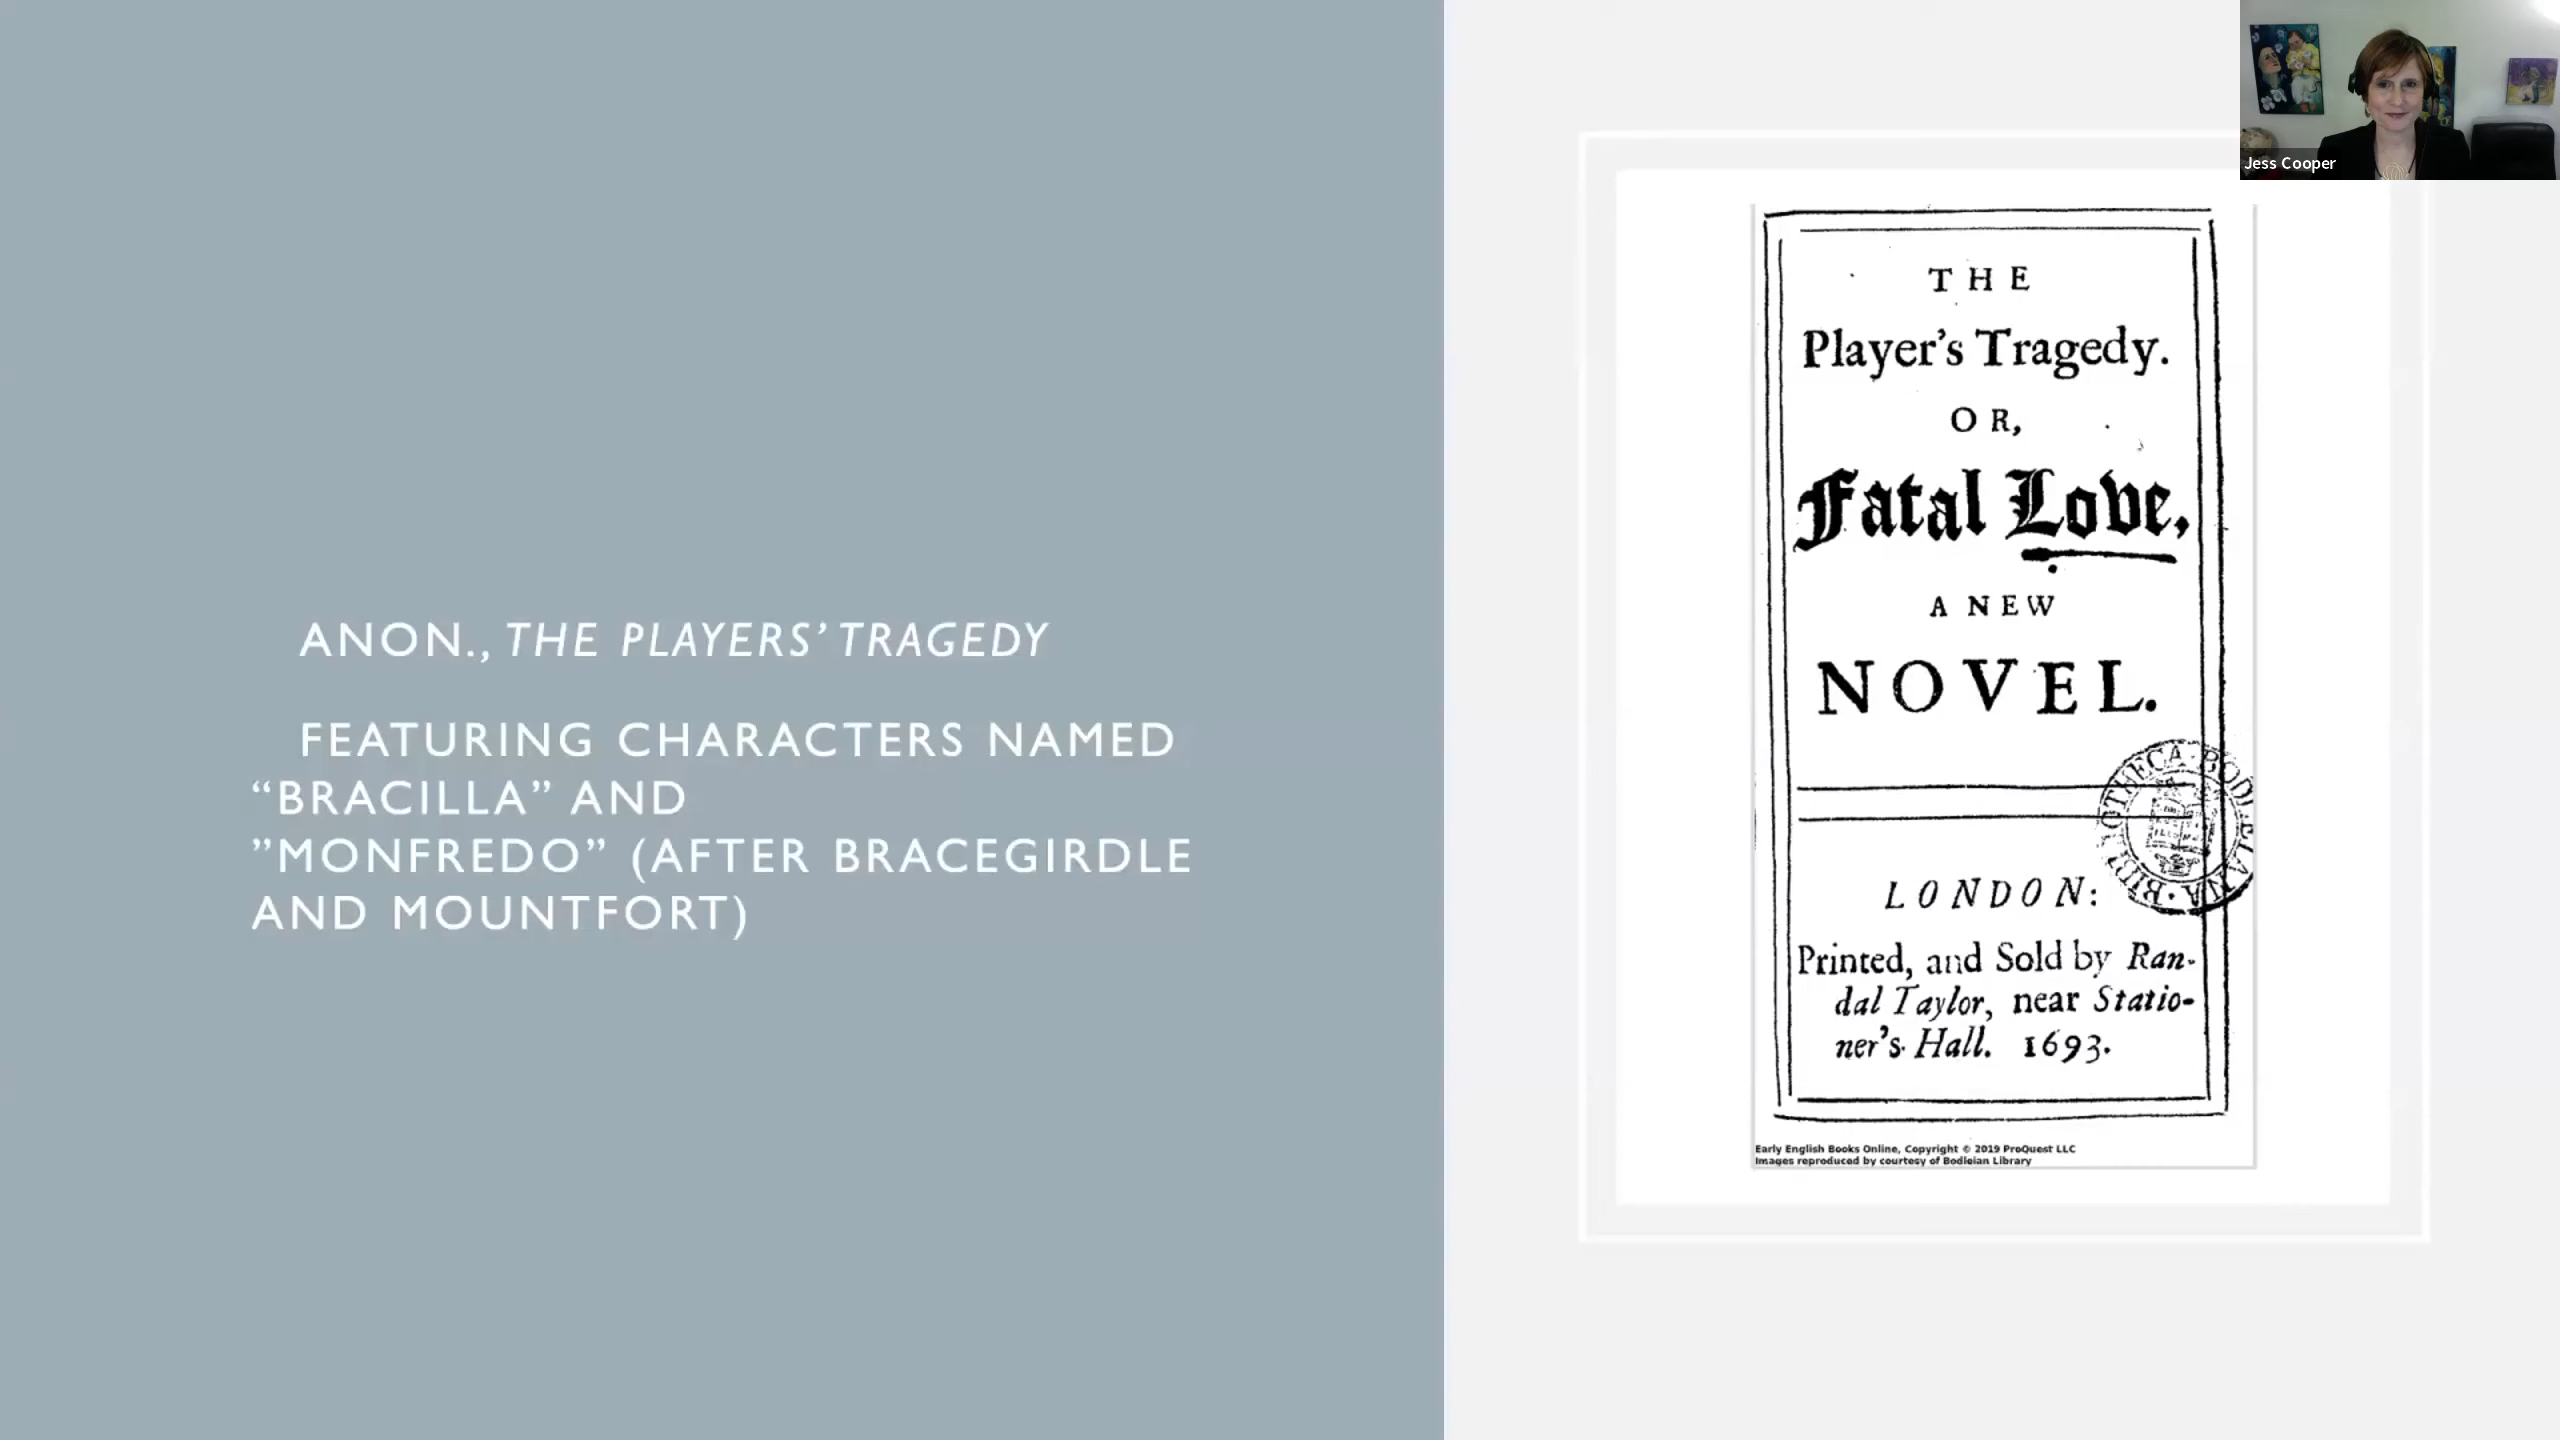 ANON., THE PLAYERS’ TRAGEDY
FEATURING CHARACTERS NAMED
“BRACILLA” AND
”MONFREDO” (AFTER BRACEGIRDLE
AND MOUNTFORT)
Jess Cooper
THE
Player’s Tragedy.
OR,
Fatal Love,
A NEW
NOVEL.
BIBLIOTHECA·BODLEIANA·
LONDON:
Printed, and Sold by Ran-
dal Taylor, near Statio-
ner’s Hall. 1693.
Early English Books Online, Copyright © 2019 ProQuest LLC
Images reproduced by courtesy of Bodleian Library